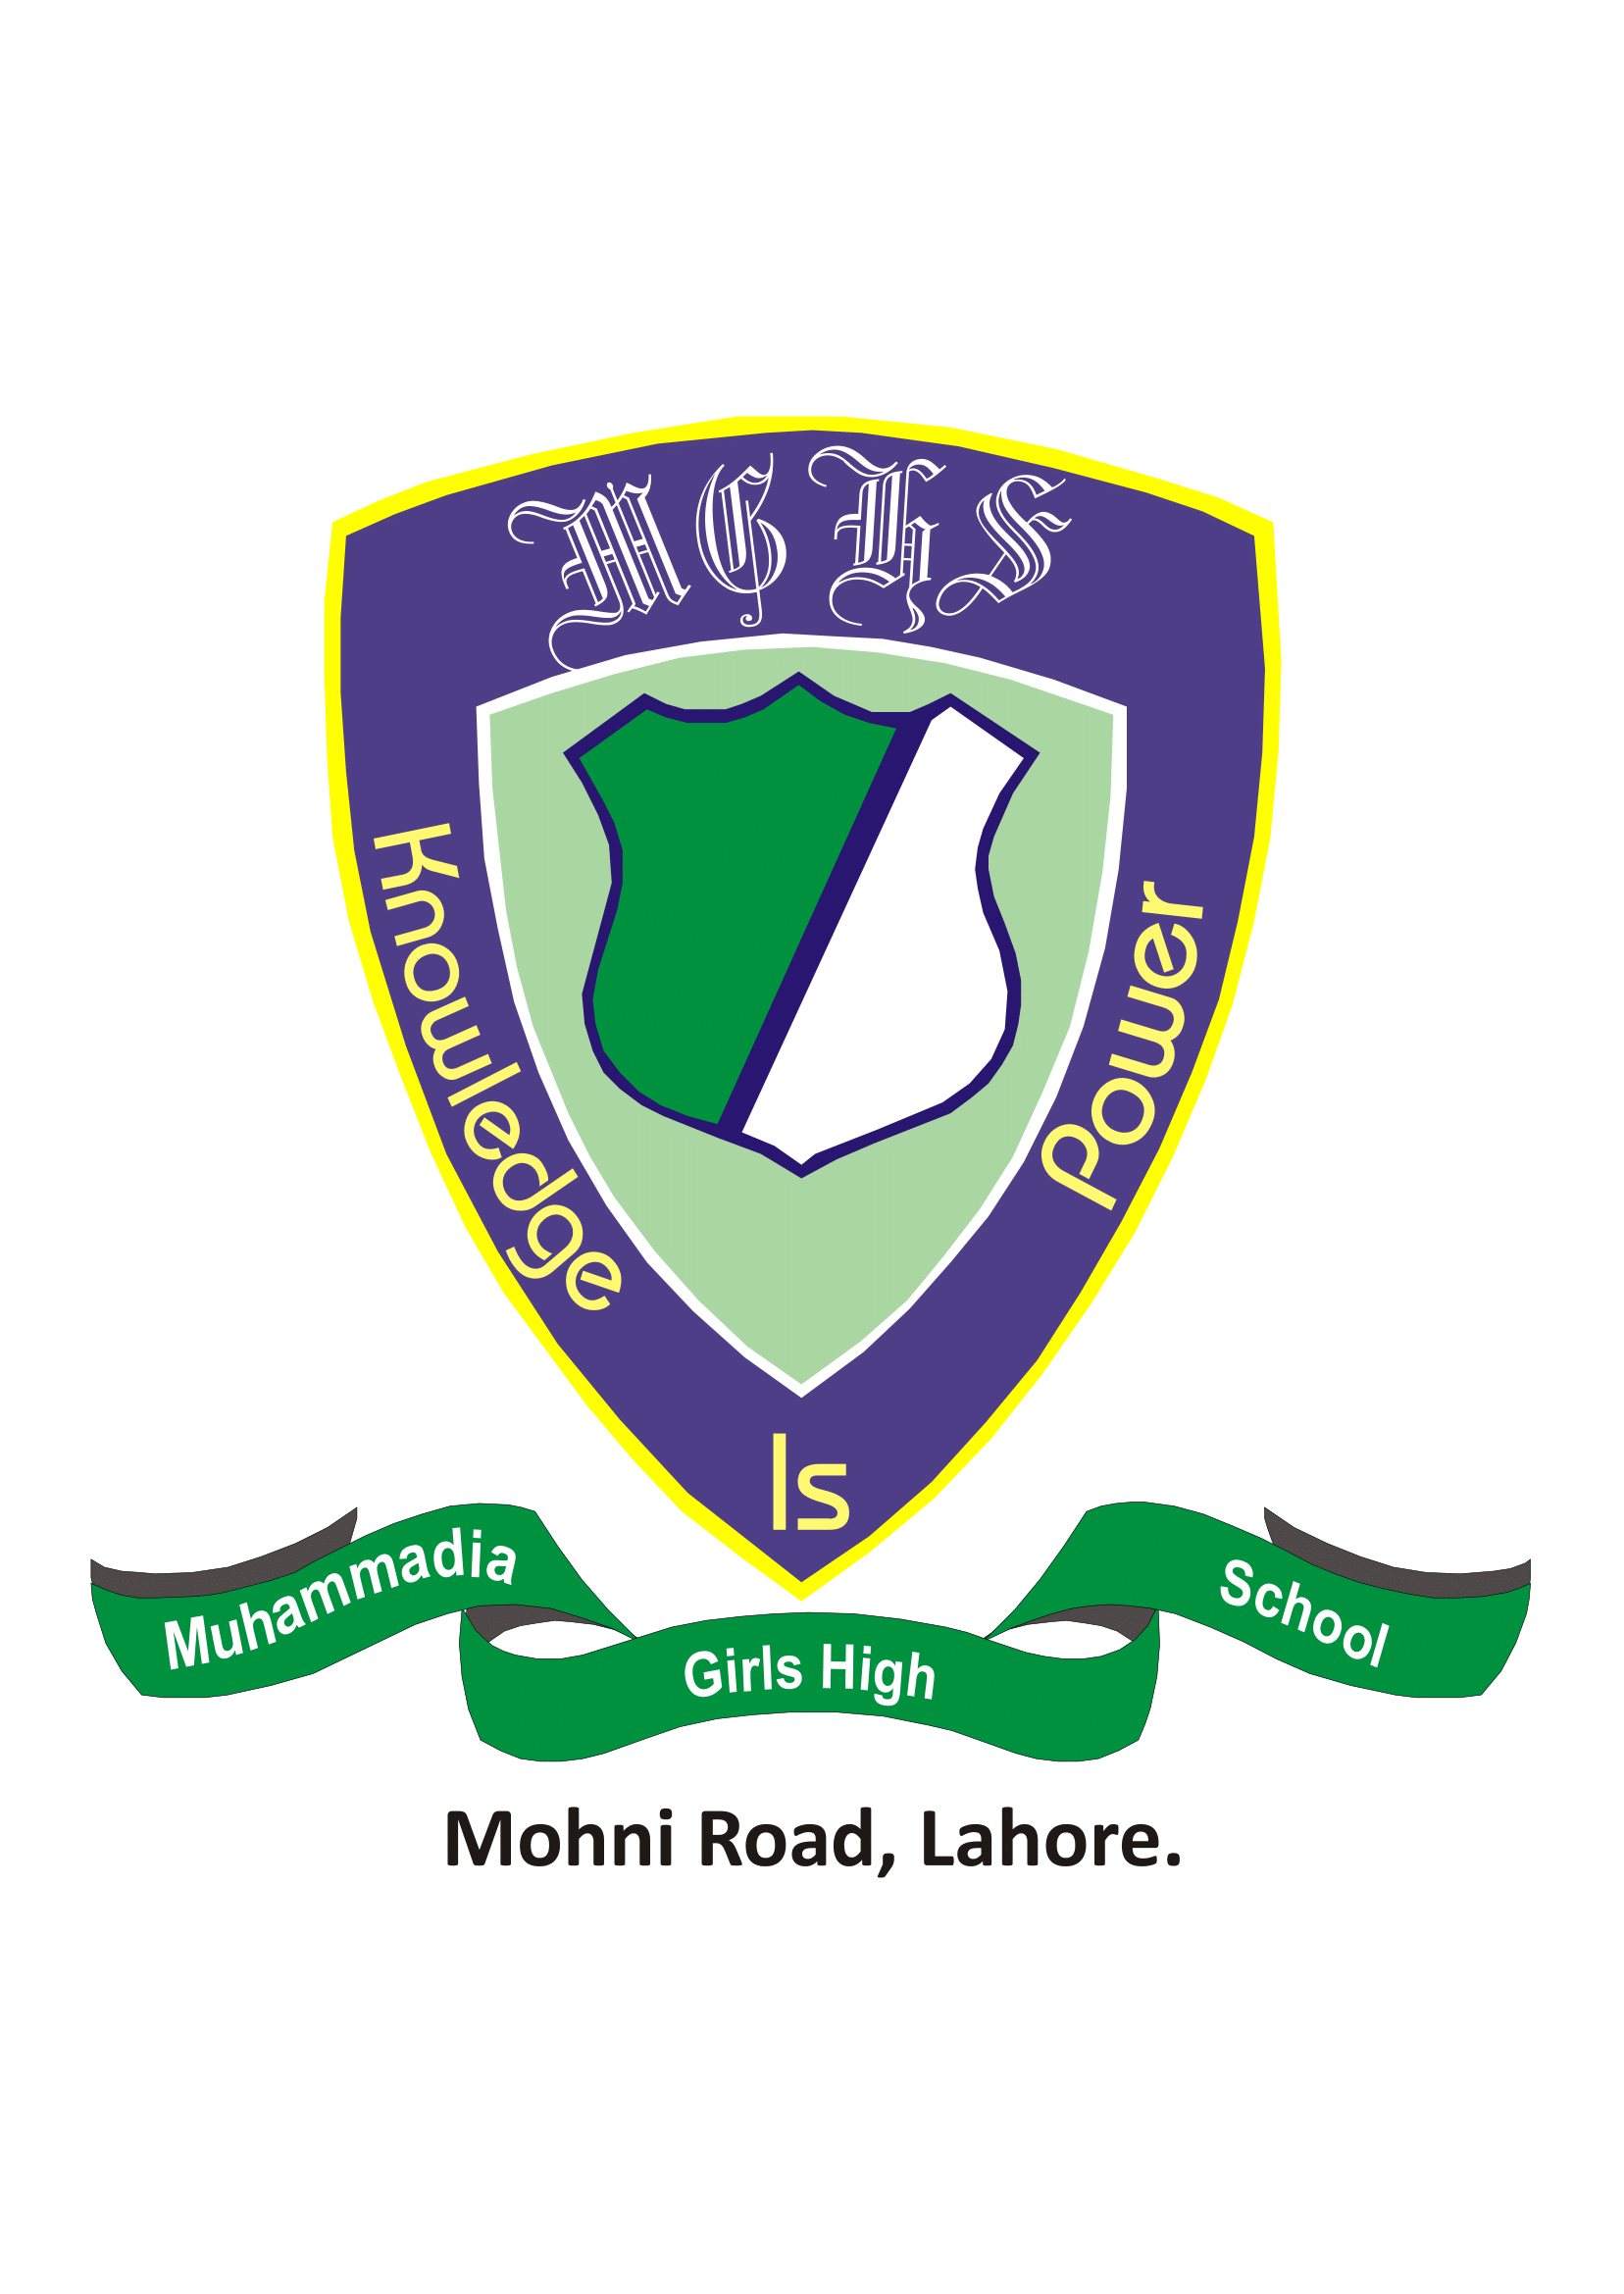 MGHS
Knowledge
Is
Power
Muhammadia
Girls High
School
Mohni Road, Lahore.